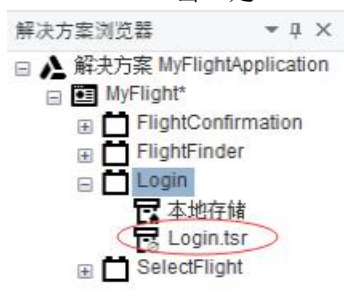 解决方案浏览器
解决方案 MyFlightApplication
MyFlight*
FlightConfirmation
FlightFinder
Login
本地存储
Login.tsr
SelectFlight